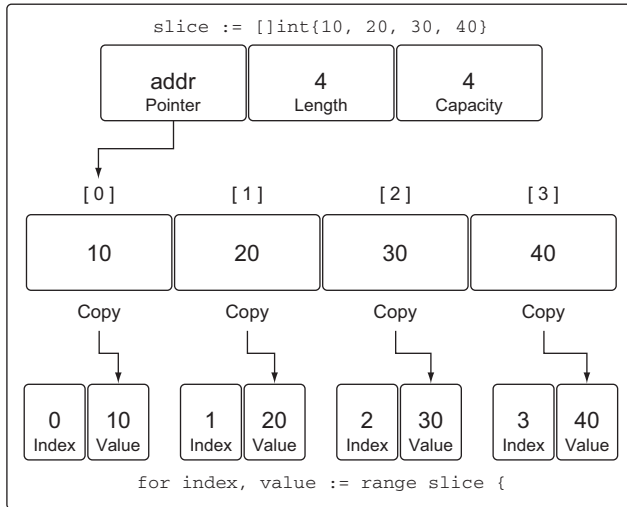 slice := []int{10, 20, 30, 40}
addr 4 4
Pointer Length Capacity
[0] [1] [2] [3]
10 20 30 40
Copy Copy Copy Copy
0 10 1 20 2 30 3 40
Index Value Index Value Index Value Index Value
for index, value := range slice {